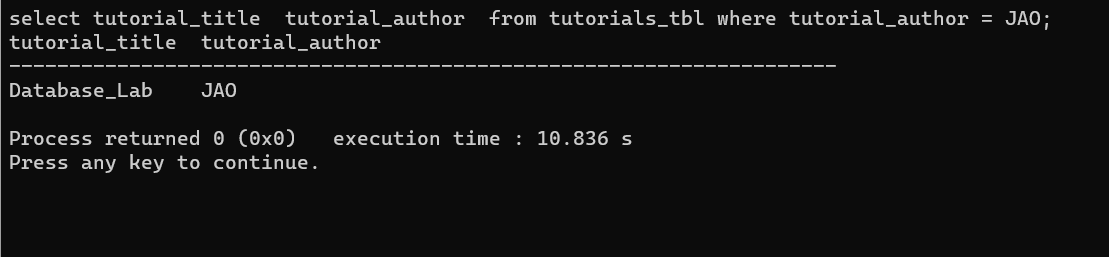 select tutorial_title  tutorial_author  from tutorials_tbl where tutorial_author = JAO;
tutorial_title  tutorial_author
---------------------------------------------------------------------
Database_Lab    JAO
Process returned 0 (0x0)   execution time : 10.836 s
Press any key to continue.